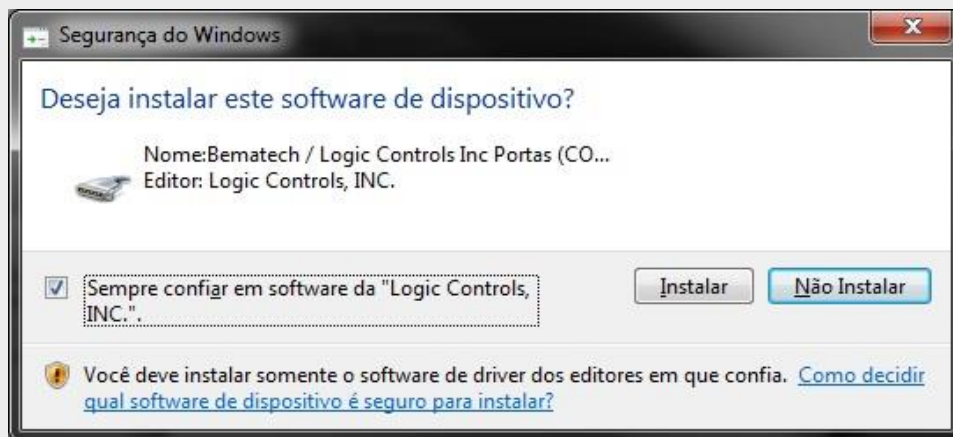 Segurança do Windows
Deseja instalar este software de dispositivo?
Nome:Bematech / Logic Controls Inc Portas (CO...
Editor: Logic Controls, INC.
Sempre confiar em software da "Logic Controls,
INC.".
Instalar
Não Instalar
Você deve instalar somente o software de driver dos editores em que confia. Como decidir
qual software de dispositivo é seguro para instalar?